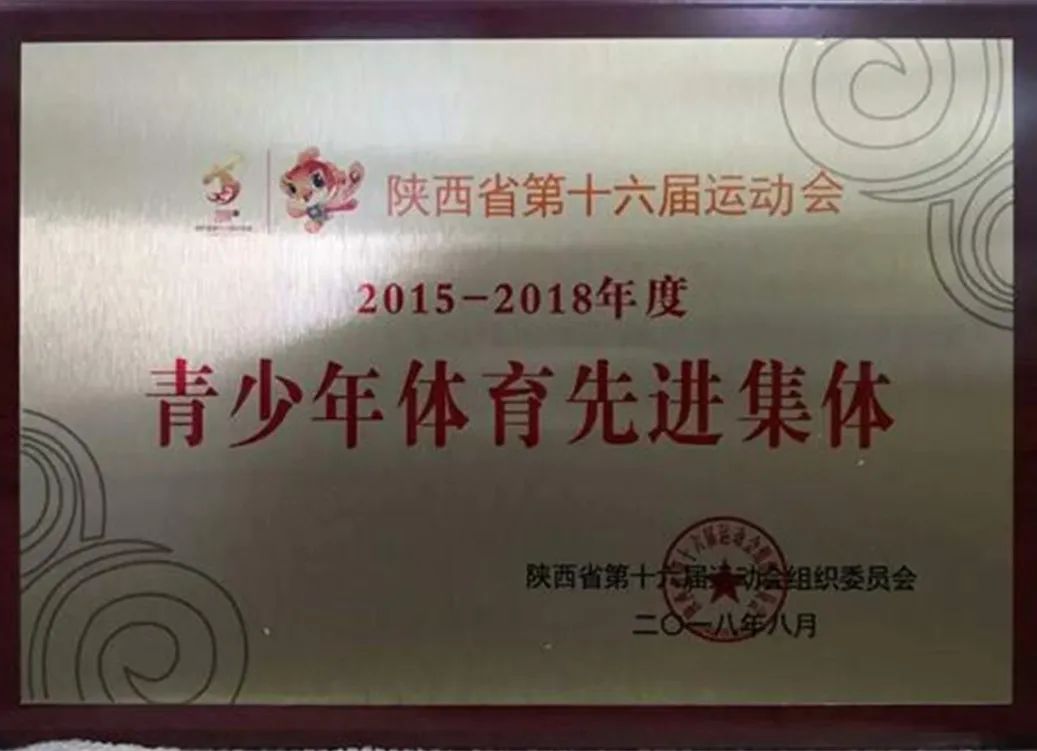 陕西省第十六届运动会
2015-2018年度
青少年体育先进集体
陕西省第十六届运动会组织委员会
二〇一八年八月